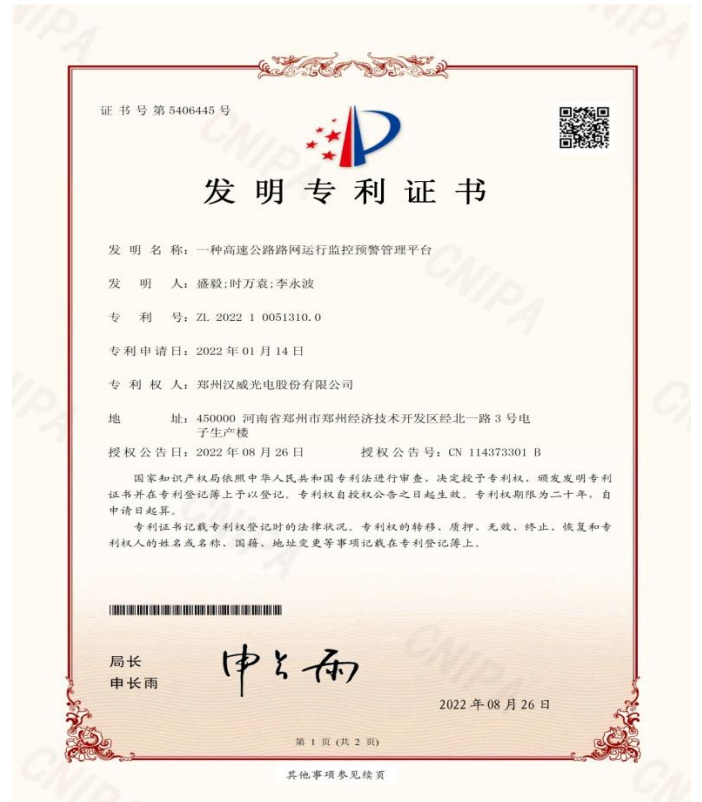 证书号第5406445号
发明专利证书
发明名称：一种高速公路路网运行监控预警管理平台
发明人：盛毅;时万袁;李永波
专利号：ZL 2022 1 0051310.0
专利申请日：2022年01月14日
专利权人：郑州汉威光电股份有限公司
地址：450000 河南省郑州市郑州经济技术开发区经北一路3号电
子生产楼
授权公告日：2022年08月26日 授权公告号：CN 114373301 B
国家知识产权局依照中华人民共和国专利法进行审查，决定授予专利权，颁发发明专利
证书并在专利登记簿上予以登记。专利权自授权公告之日起生效。专利权期限为二十年，自
申请日起算。
专利证书记载专利权登记时的法律状况。专利权的转移、质押、无效、终止、恢复和专
利权人的姓名或名称、国籍、地址变更等事项记载在专利登记簿上。
局长
申长雨
申长雨
2022年08月26日
第 1 页 (共 2 页)
其他事项参见续页
CNIPA
CNIPA
CNIPA
CNIPA
CNIPA
CNIPA